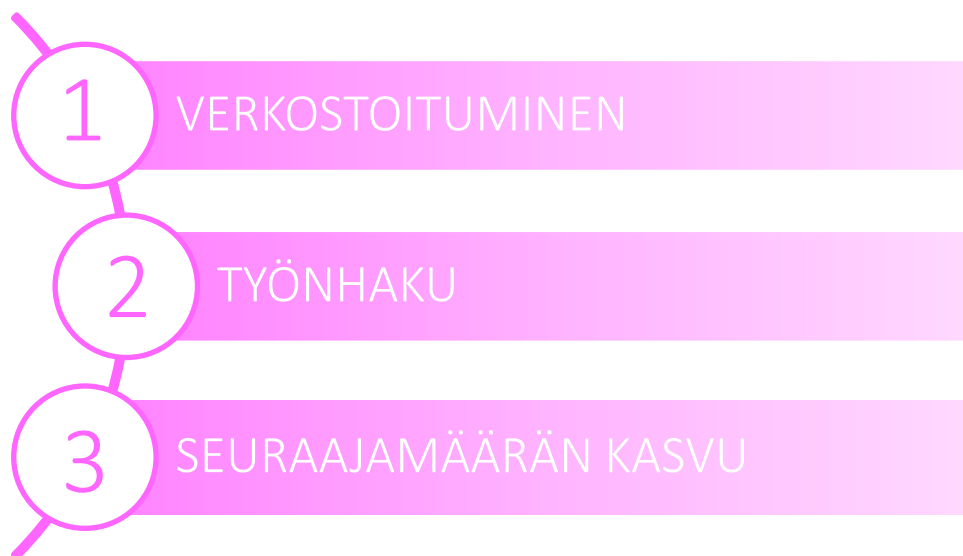 1
VERKOSTOITUMINEN
2
TYÖNHAKU
3
SEURAAJAMÄÄRÄN KASVU